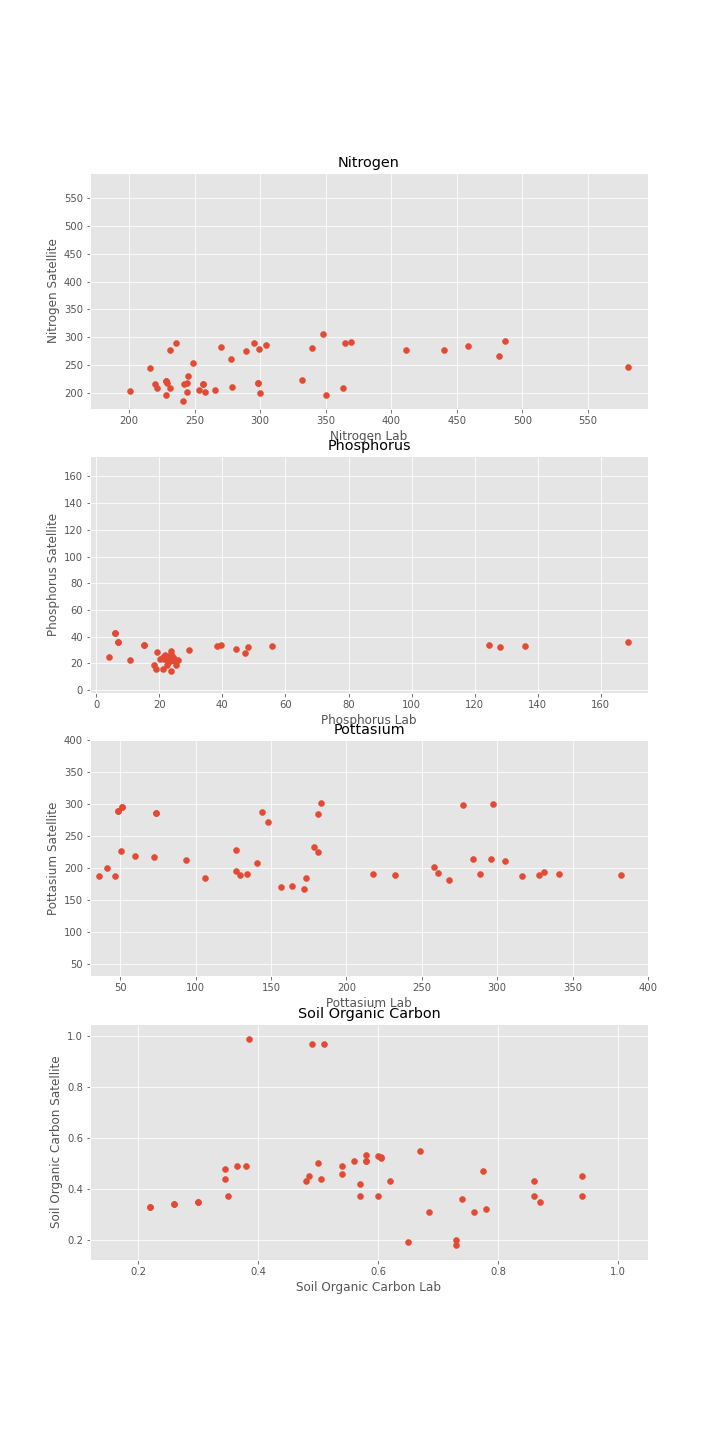 Nitrogen
550
500
450
400
350
300
250
200
Nitrogen Satellite
200 250 300 350 400 450 500 550
Nitrogen Lab
Phosphorus
160
140
120
100
80
60
40
20
0
Phosphorus Satellite
0 20 40 60 80 100 120 140 160
Phosphorus Lab
Pottasium
400
350
300
250
200
150
100
50
Pottasium Satellite
50 100 150 200 250 300 350 400
Pottasium Lab
Soil Organic Carbon
1.0
0.8
0.6
0.4
0.2
Soil Organic Carbon Satellite
0.2 0.4 0.6 0.8 1.0
Soil Organic Carbon Lab